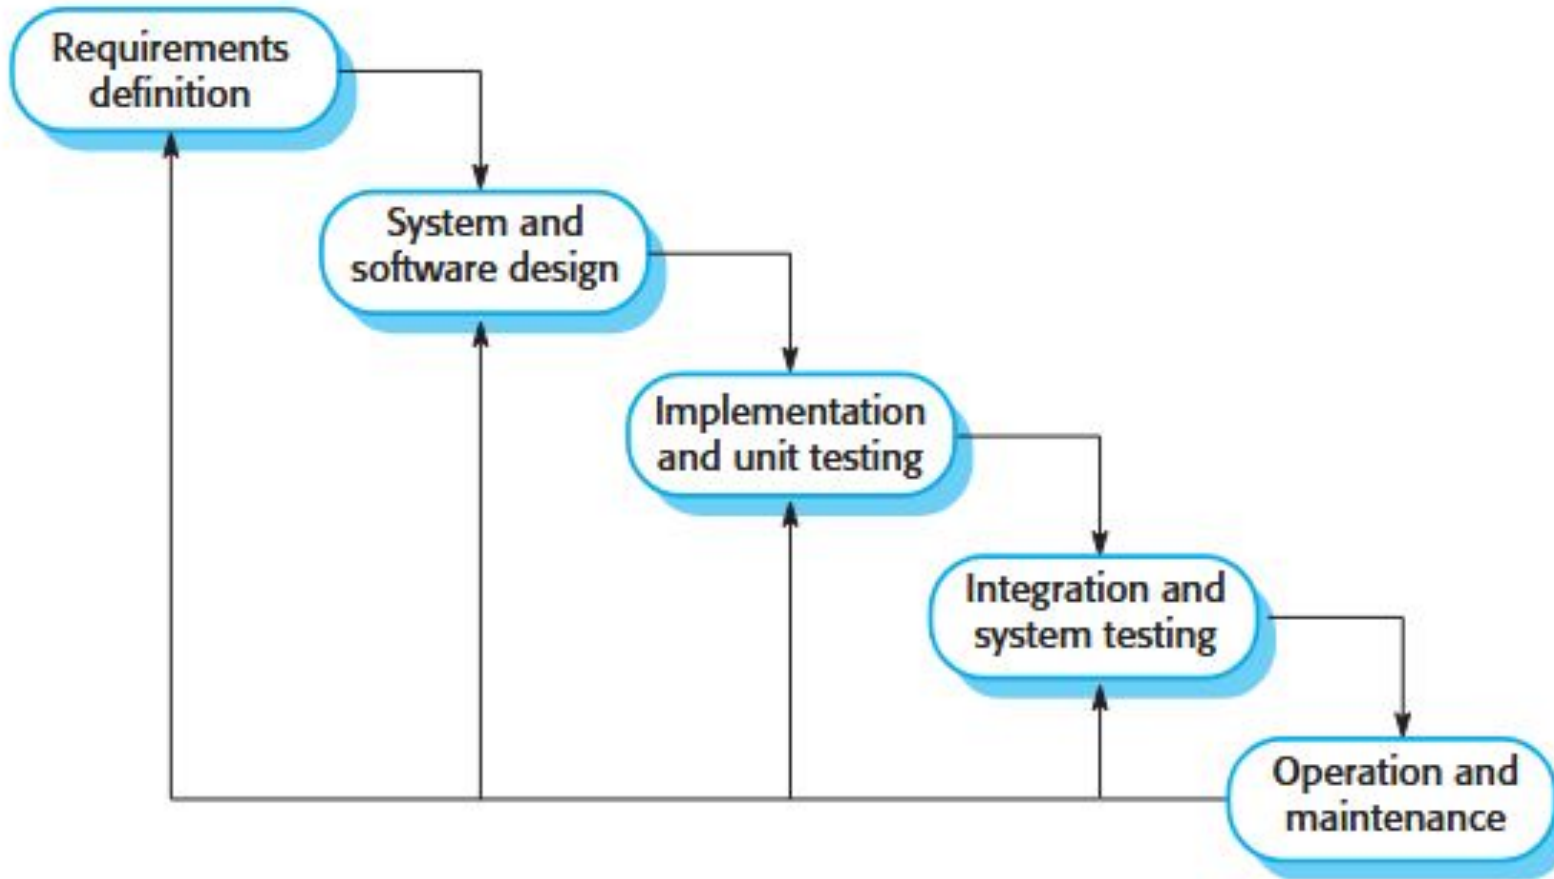 Requirements
definition
System and
software design
Implementation
and unit testing
Integration and
system testing
Operation and
maintenance